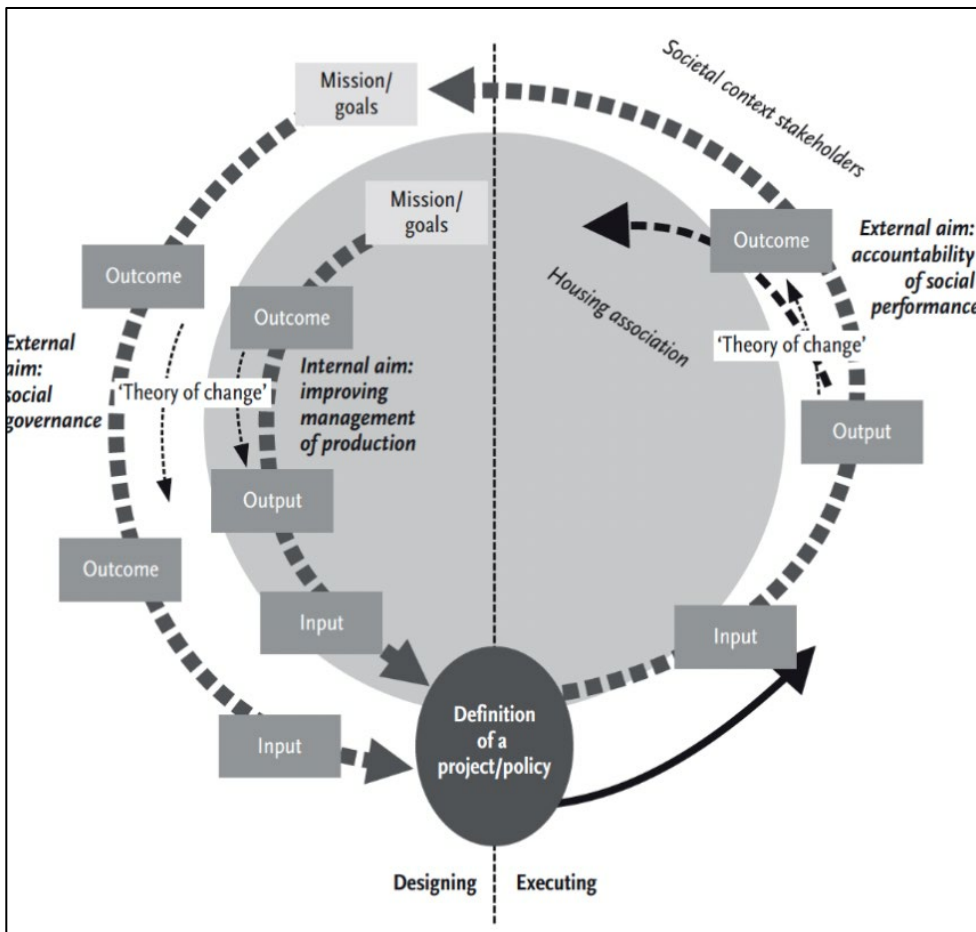 Mission/
goals
Societal context stakeholders
Mission/
goals
Outcome
Outcome
External aim:
accountability
of social
performance
Housing association
Outcome
Outcome
External
aim:
social
governance
'Theory of change'
Internal aim:
improving
management
of production
'Theory of change'
Output
Output
Outcome
Input
Input
Input
Definition
of a
project/policy
Designing
Executing